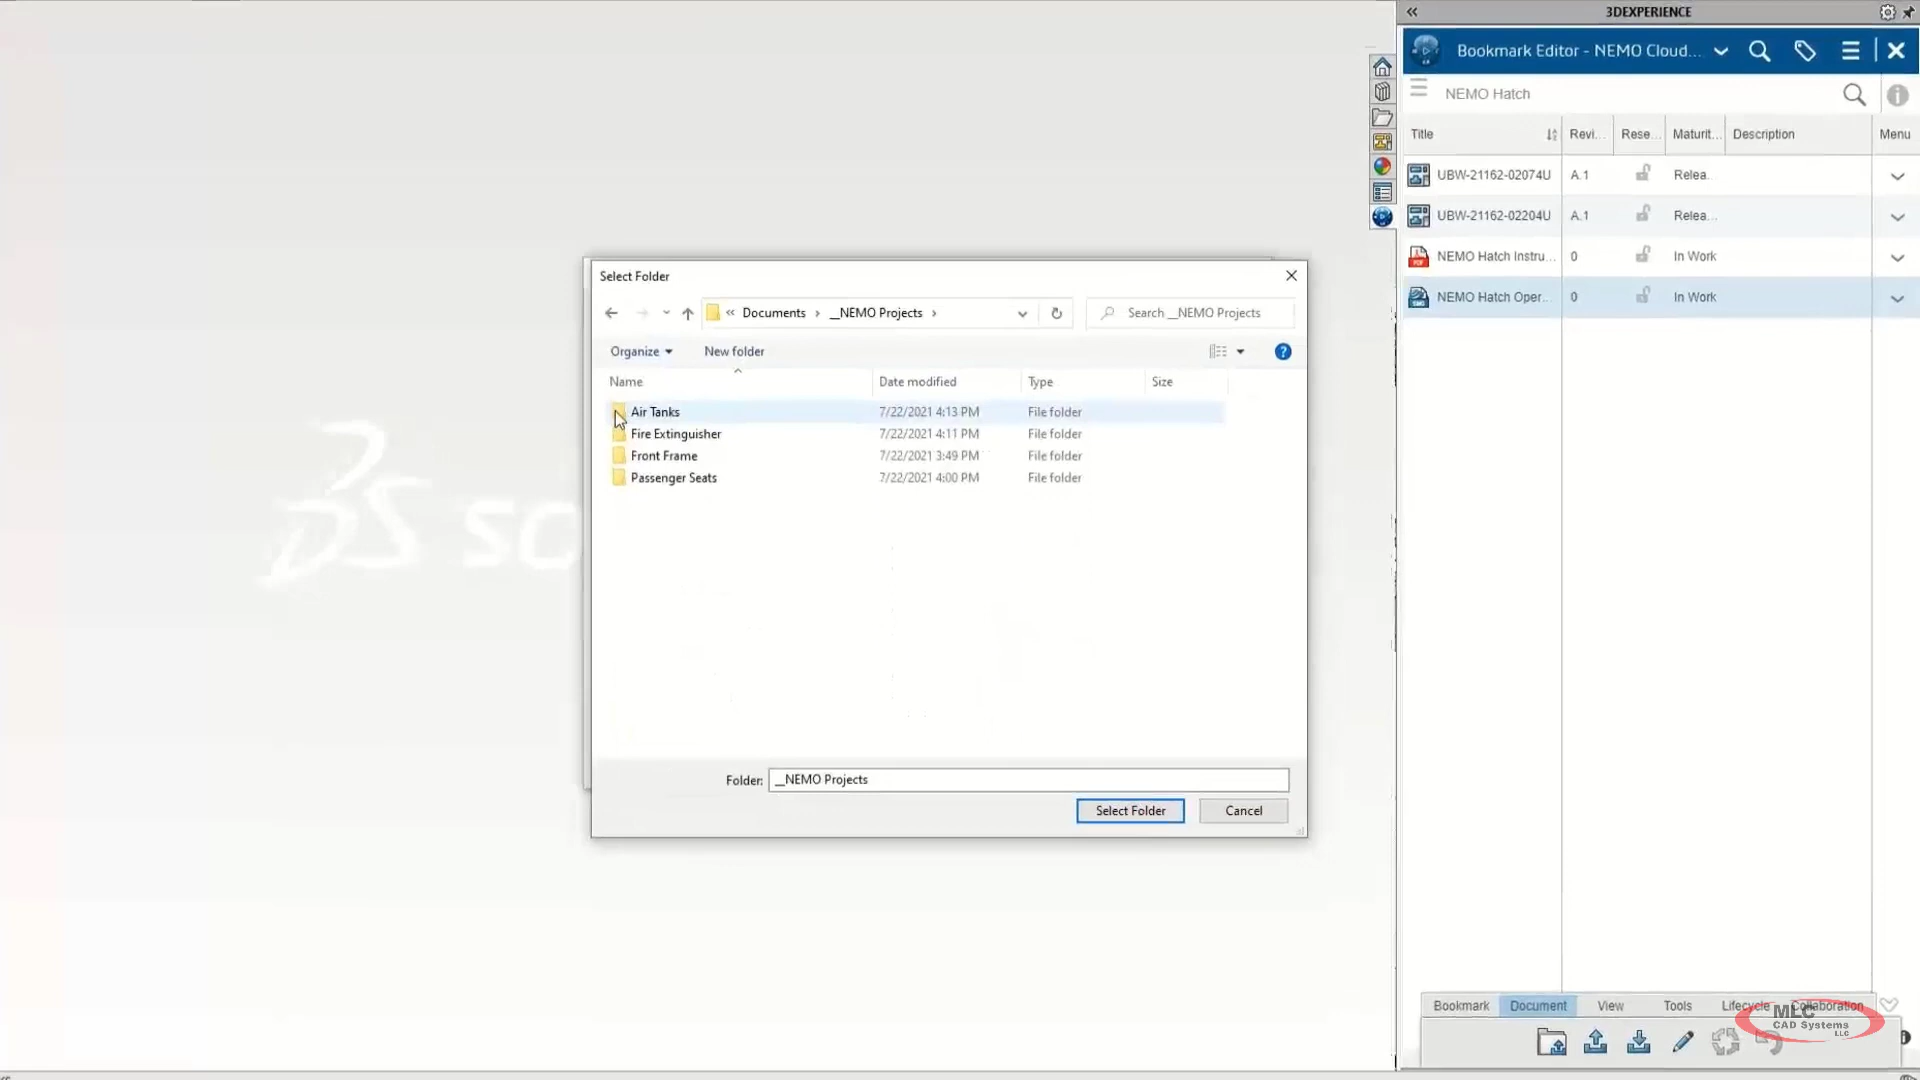 3DEXPERIENCE
Bookmark Editor - NEMO Cloud...
NEMO Hatch
Title Revi... Rese... Maturit... Description Menu
UBW-21162-02074U A.1 Relea...
UBW-21162-02204U A.1 Relea...
NEMO Hatch Instru... 0 In Work
NEMO Hatch Oper... 0 In Work
Select Folder
« Documents › __NEMO Projects ›
Search __NEMO Projects
Organize New folder
Name Date modified Type Size
Air Tanks 7/22/2021 4:13 PM File folder
Fire Extinguisher 7/22/2021 4:11 PM File folder
Front Frame 7/22/2021 3:49 PM File folder
Passenger Seats 7/22/2021 4:00 PM File folder
Folder: __NEMO Projects
Select Folder Cancel
DS SO
Bookmark Document View Tools Lifecycle Collaboration
MLC
CAD Systems
LLC